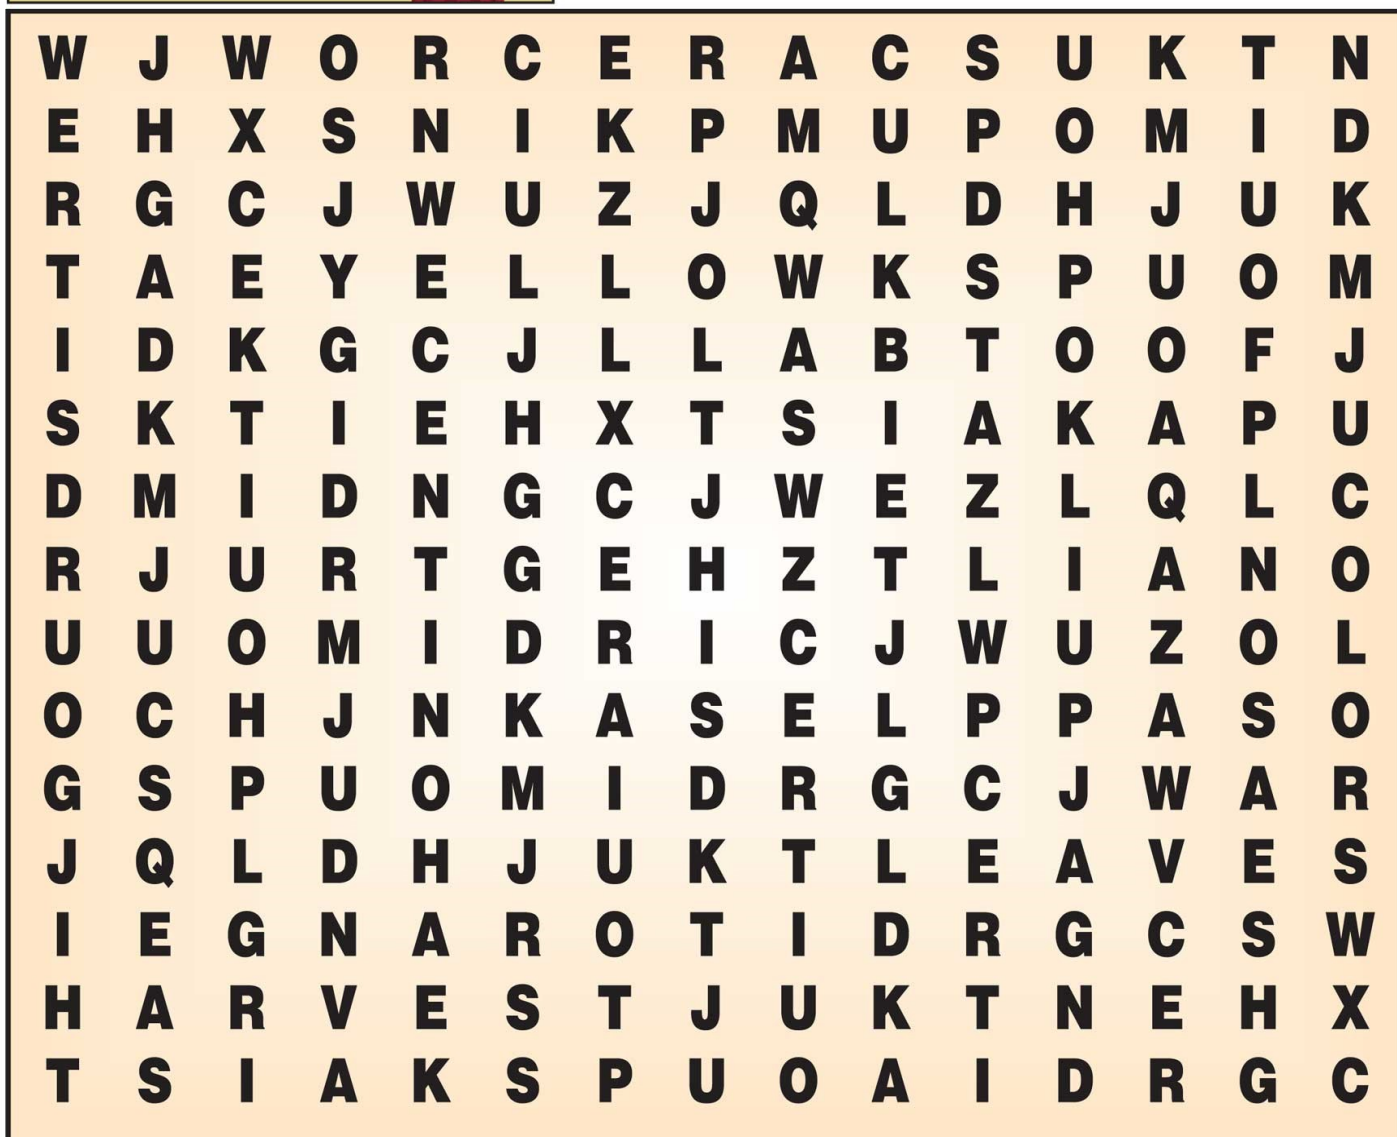 W J W O R C E R A C S U K T N
E H X S N I K P M U P O M I D
R G C J W U Z J Q L D H J U K
T A E Y E L L O W K S P U O M
I D K G C J L L A B T O O F J
S K T I E H X T S I A K A P U
D M I D N G C J W E Z L Q L C
R J U R T G E H Z T L I A N O
U U O M I D R I C J W U Z O L
O C H J N K A S E L P P A S O
G S P U O M I D R G C J W A R
J Q L D H J U K T L E A V E S
I E G N A R O T I D R G C S W
H A R V E S T J U K T N E H X
T S I A K S P U O A I D R G C